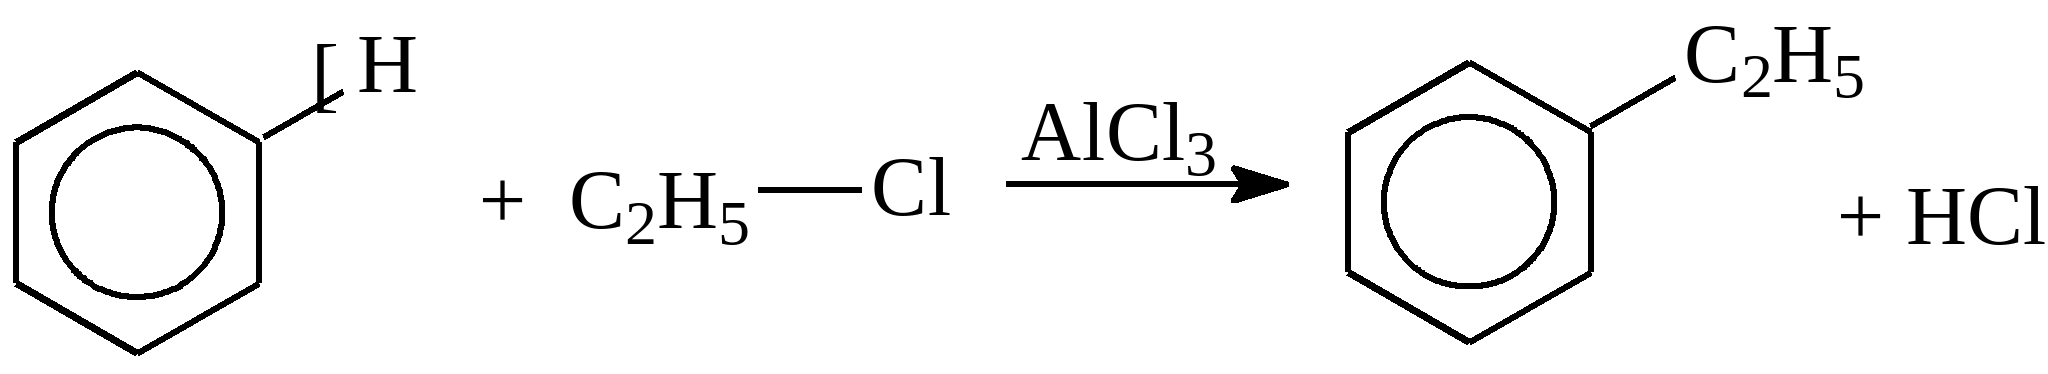 [ H + C₂H₅—Cl AlCl₃ C₂H₅ + HCl